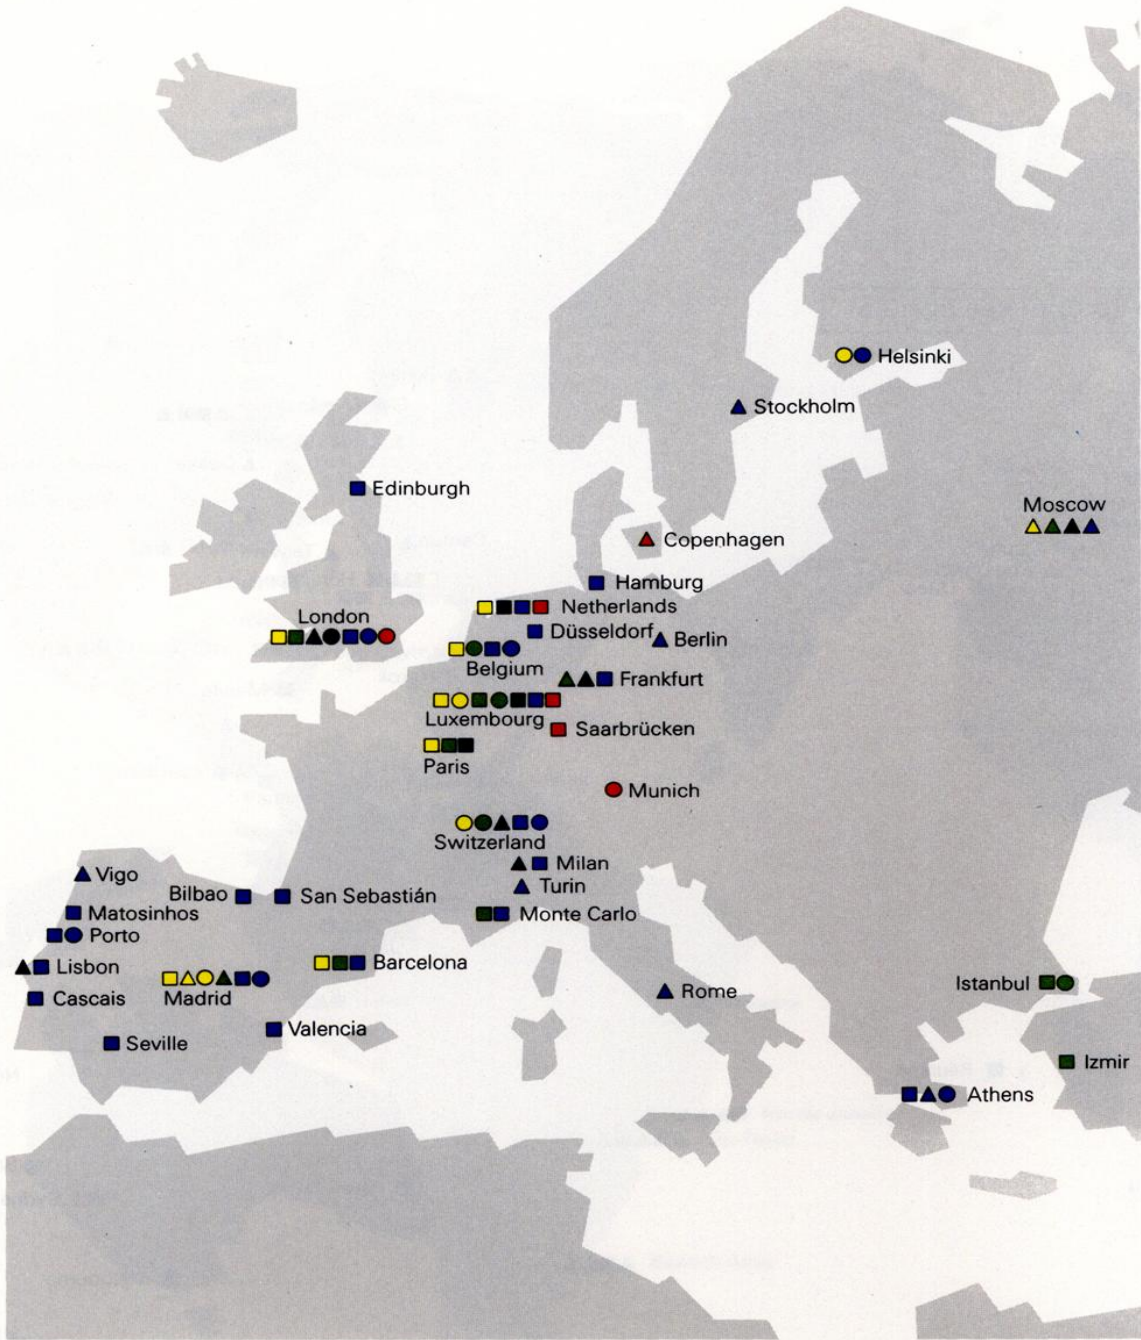 Helsinki
Stockholm
Edinburgh
Moscow
Copenhagen
Hamburg
Netherlands
London
Düsseldorf
Berlin
Belgium
Frankfurt
Luxembourg
Saarbrücken
Paris
Munich
Switzerland
Milan
Vigo
Turin
Bilbao
San Sebastián
Matosinhos
Monte Carlo
Porto
Lisbon
Barcelona
Madrid
Cascais
Rome
Istanbul
Valencia
Seville
Izmir
Athens